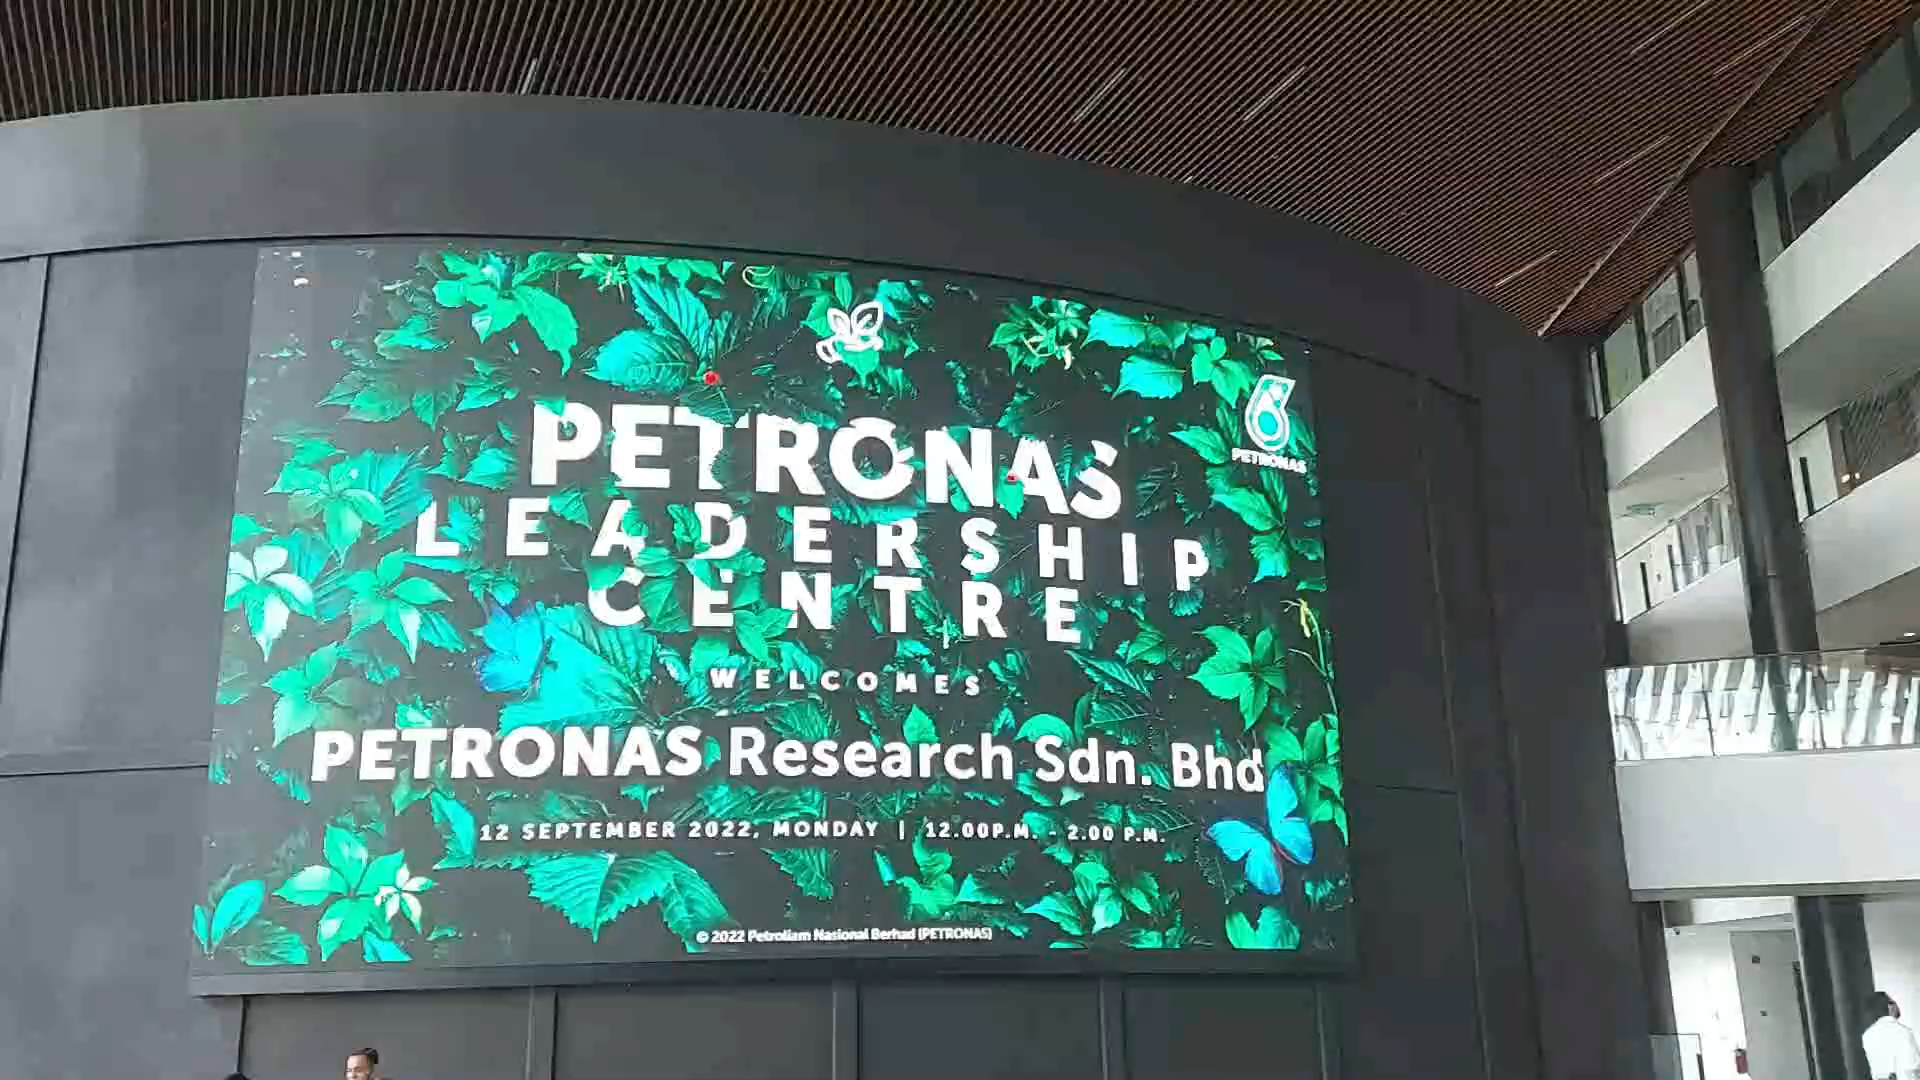 PETRONAS
LEADERSHIP
CENTRE
PETRONAS
WELCOMES
PETRONAS Research Sdn. Bhd
12 SEPTEMBER 2022, MONDAY | 12.00P.M. - 2.00 P.M.
© 2022 Petroliam Nasional Berhad (PETRONAS)